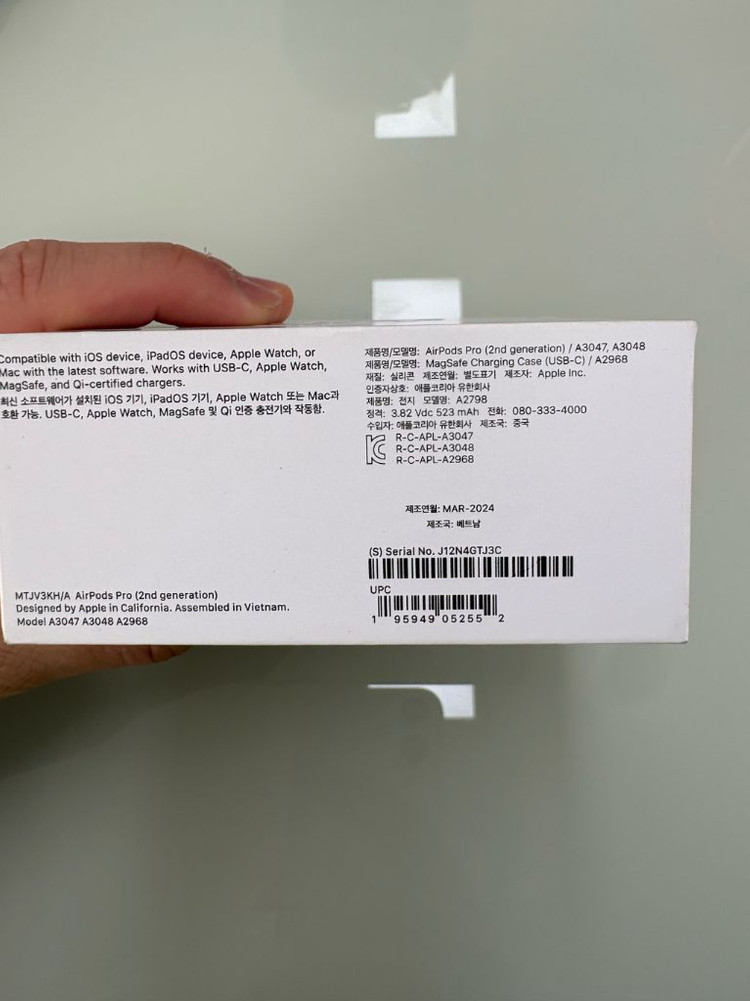 Compatible with iOS device, iPadOS device, Apple Watch, or
Mac with the latest software. Works with USB-C, Apple Watch,
MagSafe, and Qi-certified chargers.
최신 소프트웨어가 설치된 iOS 기기, iPadOS 기기, Apple Watch 또는 Mac과
호환 가능. USB-C, Apple Watch, MagSafe 및 Qi 인증 충전기와 작동함.
MTJV3KH/A AirPods Pro (2nd generation)
Designed by Apple in California. Assembled in Vietnam.
Model A3047 A3048 A2968
제품명/모델명: AirPods Pro (2nd generation) / A3047, A3048
제품명/모델명: MagSafe Charging Case (USB-C) / A2968
재질: 실리콘 제조연월: 별도표기 제조자: Apple Inc.
인증자상호: 애플코리아 유한회사
제품명: 전지 모델명: A2798
정격: 3.82 Vdc 523 mAh 전화: 080-333-4000
수입자: 애플코리아 유한회사 제조국: 중국
R-C-APL-A3047
R-C-APL-A3048
R-C-APL-A2968
제조연월: MAR-2024
제조국: 베트남
(S) Serial No. J12N4GTJ3C
UPC
1 95949 05255 2